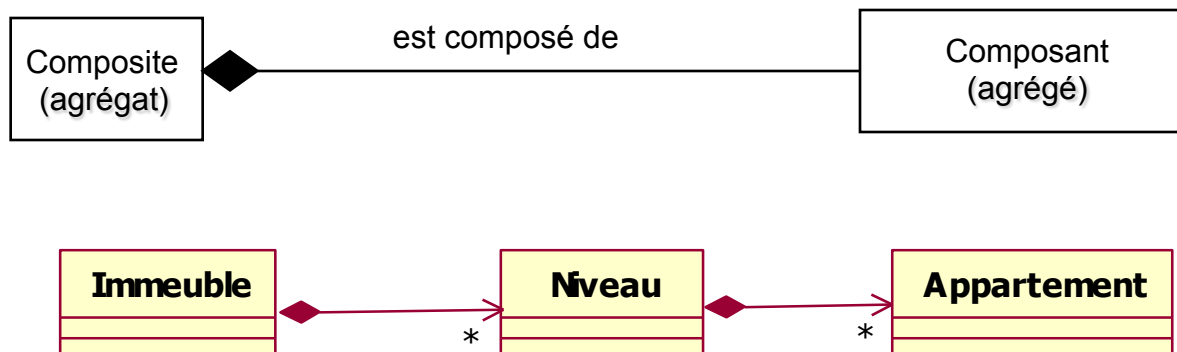 est composé de
Composite
(agrégat)
Composant
(agrégé)
Immeuble
Niveau
Appartement
*
*